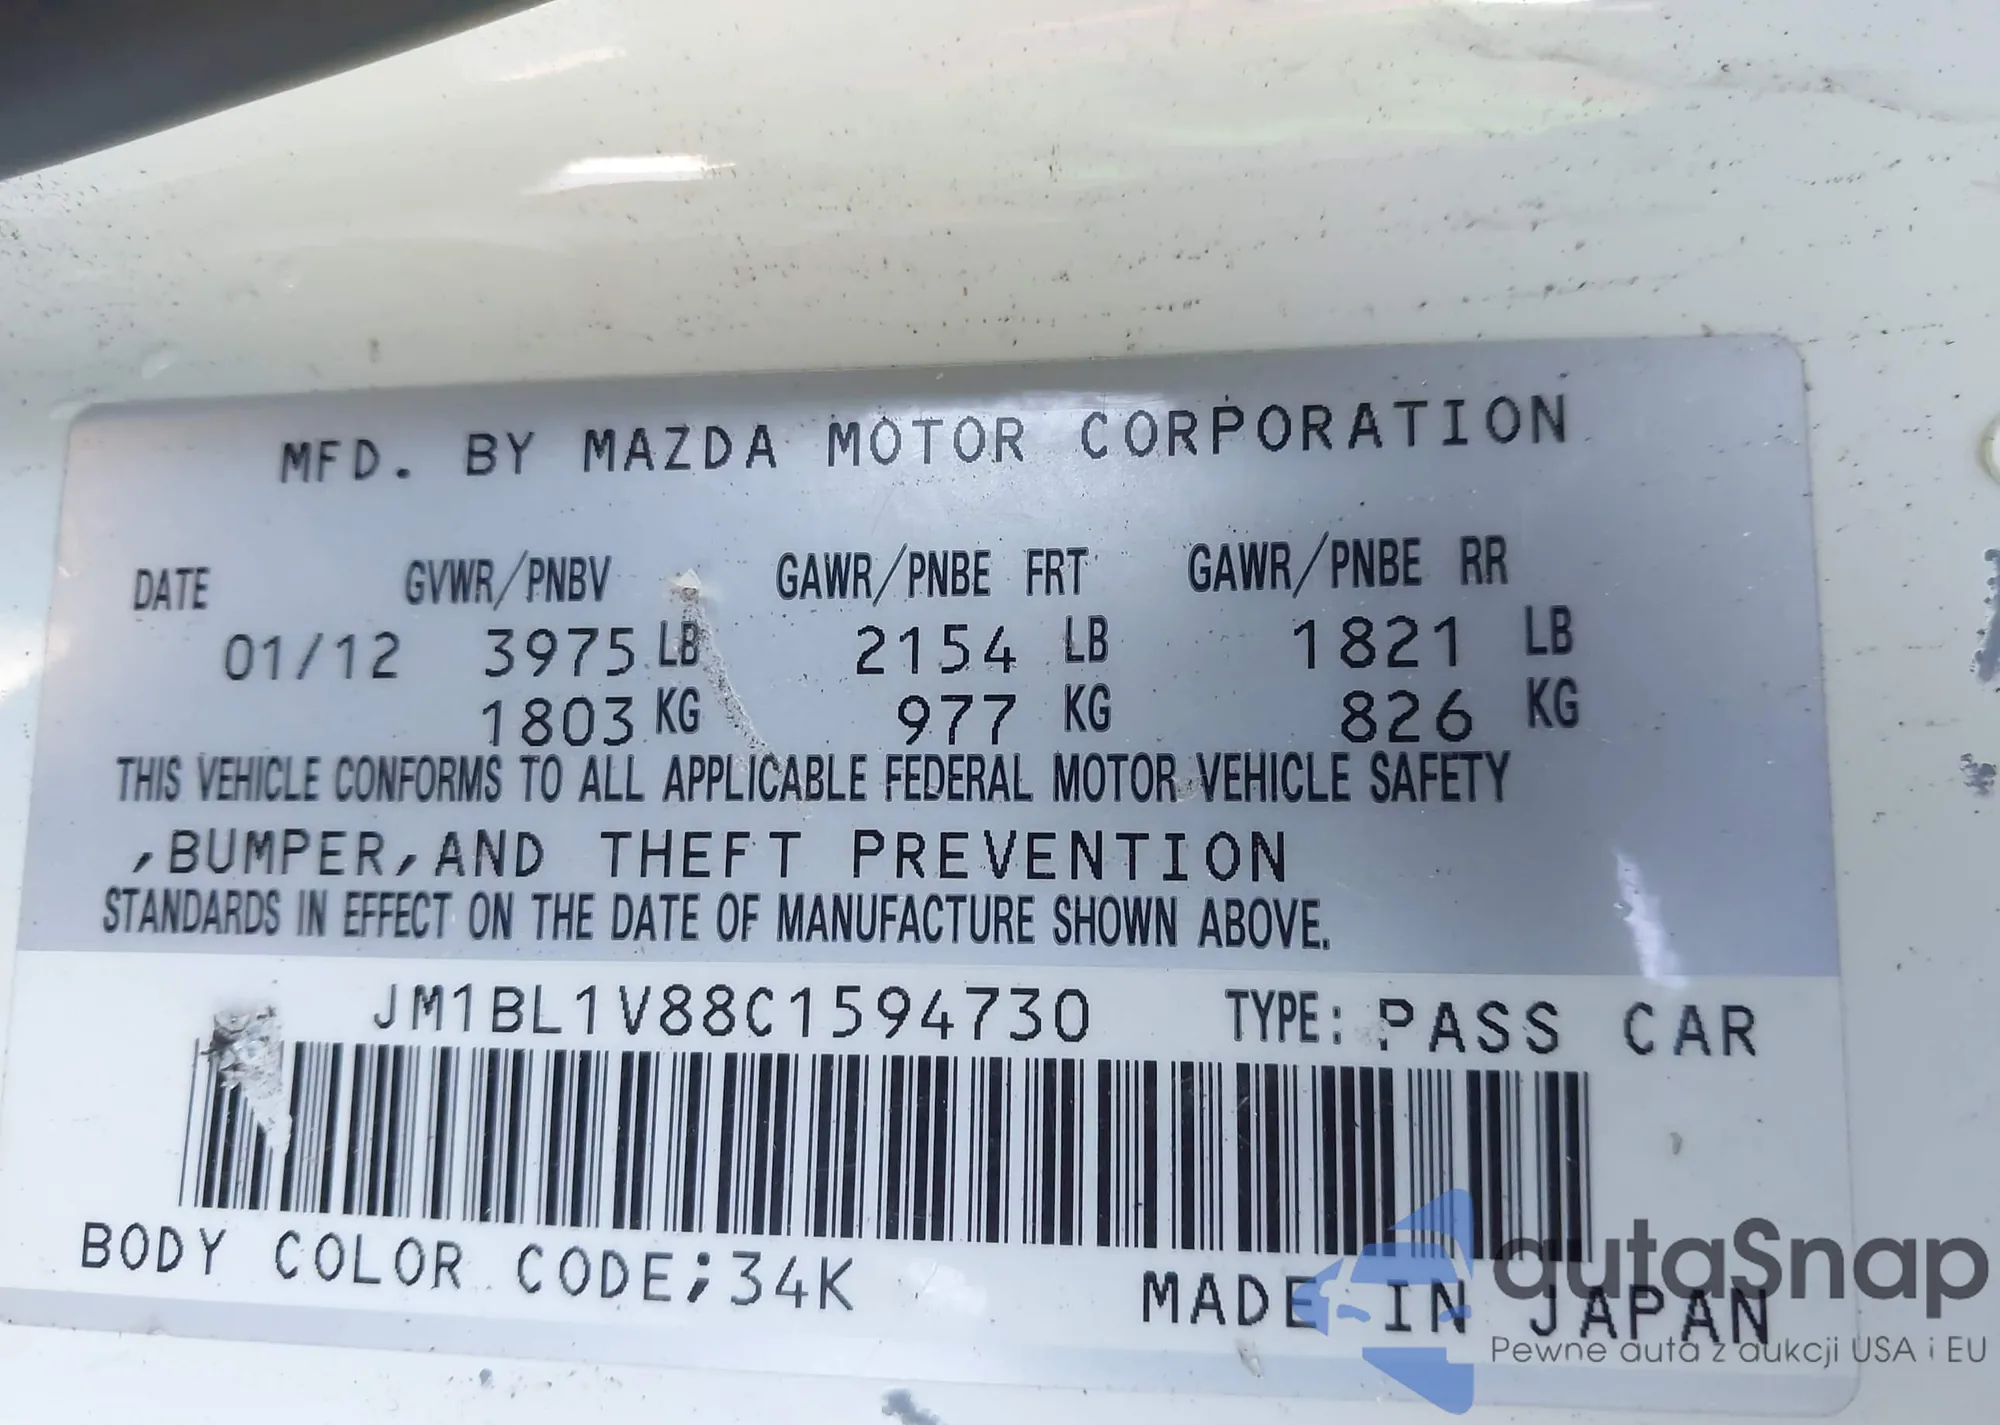 MFD. BY MAZDA MOTOR CORPORATION
DATE GVWR/PNBV GAWR/PNBE FRT GAWR/PNBE RR
01/12 3975 LB 2154 LB 1821 LB
1803 KG 977 KG 826 KG
THIS VEHICLE CONFORMS TO ALL APPLICABLE FEDERAL MOTOR VEHICLE SAFETY
,BUMPER,AND THEFT PREVENTION
STANDARDS IN EFFECT ON THE DATE OF MANUFACTURE SHOWN ABOVE.
JM1BL1V88C1594730 TYPE: PASS CAR
BODY COLOR CODE;34K
MADE IN JAPAN
autaSnap
Pewne auta z aukcji USA i EU